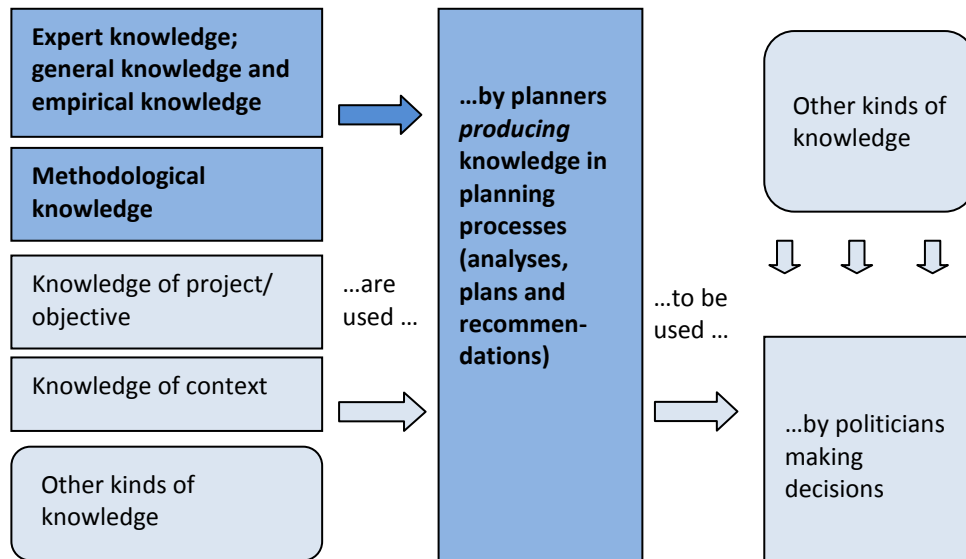 Expert knowledge;
general knowledge and
empirical knowledge
Methodological
knowledge
Knowledge of project/
objective
Knowledge of context
Other kinds of
knowledge
…are
used …
…by planners
producing
knowledge in
planning
processes
(analyses,
plans and
recommen-
dations)
…to be
used …
Other kinds of
knowledge
…by politicians
making
decisions